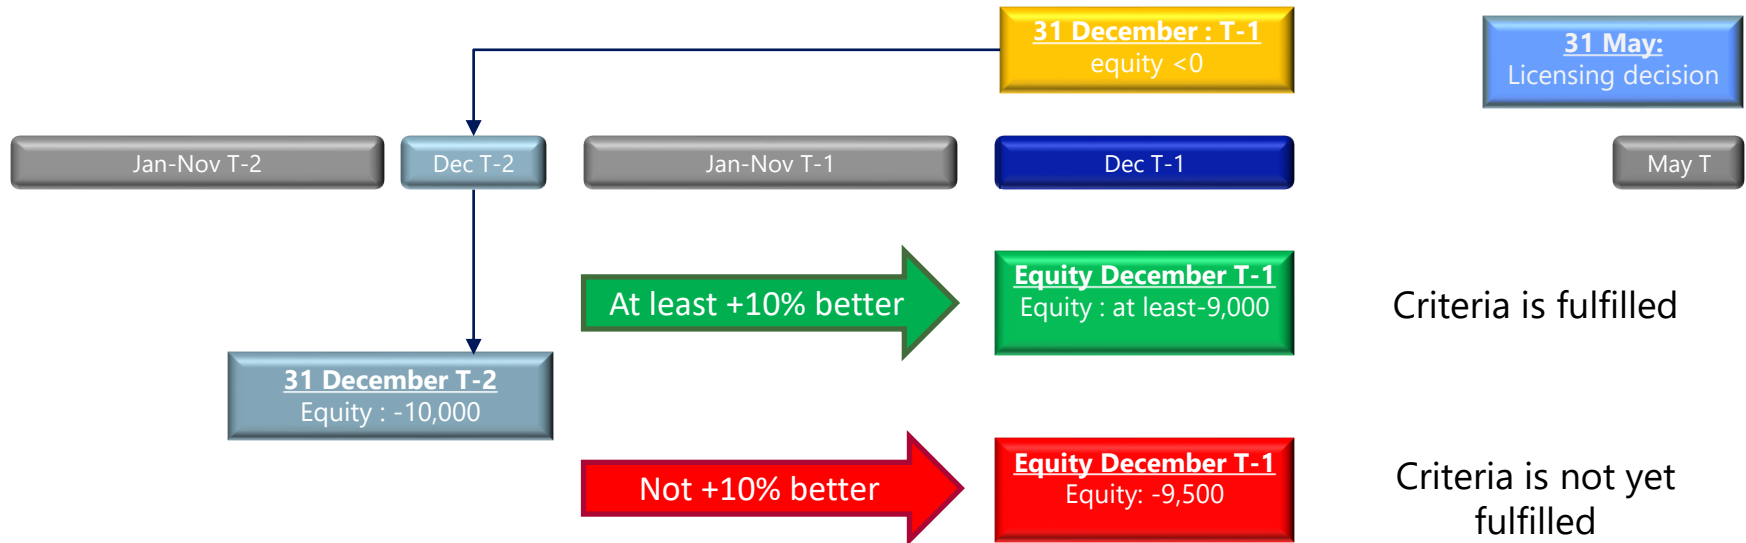 31 December : T-1
equity <0
31 May:
Licensing decision
Jan-Nov T-2
Dec T-2
Jan-Nov T-1
Dec T-1
May T
At least +10% better
Equity December T-1
Equity : at least-9,000
Criteria is fulfilled
31 December T-2
Equity : -10,000
Not +10% better
Equity December T-1
Equity: -9,500
Criteria is not yet
fulfilled